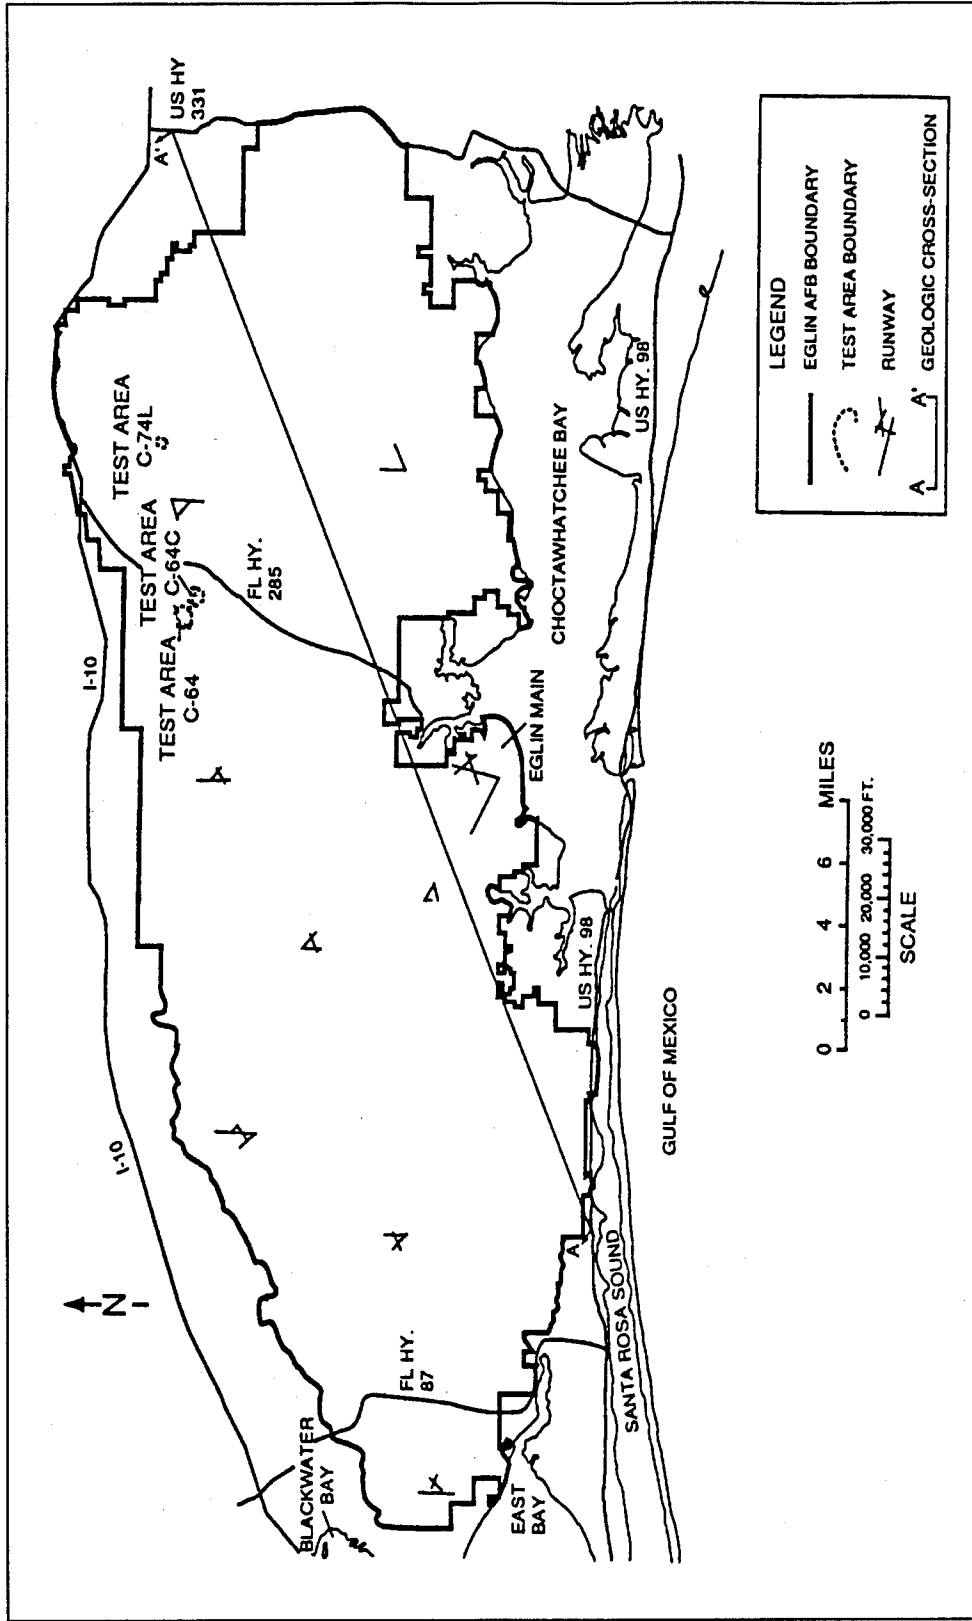 N
I-10
I-10
BLACKWATER
BAY
FL HY.
87
EAST
BAY
SANTA ROSA SOUND
A
TEST AREA
C-64
TEST AREA
C-64C
TEST AREA
C-74L
FL HY.
285
A'
US HY
331
EGLIN MAIN
CHOCTAWHATCHEE BAY
US HY. 98
US HY. 98
GULF OF MEXICO
0 2 4 6 MILES
0 10,000 20,000 30,000 FT.
SCALE
LEGEND
EGLIN AFB BOUNDARY
TEST AREA BOUNDARY
RUNWAY
A A' GEOLOGIC CROSS-SECTION